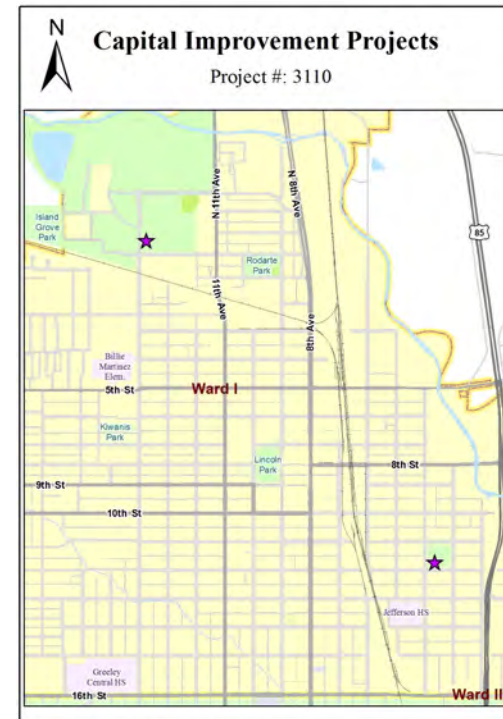 N
Capital Improvement Projects
Project #: 3110
N 11th Ave
N 8th Ave
85
Island
Grove
Park
Rodarte
Park
11th Ave
8th Ave
Billie
Martinez
Elem.
5th St
Ward I
Kiwanis
Park
Lincoln
Park
8th St
9th St
10th St
Jefferson HS
Greeley
Central HS
16th St
Ward II